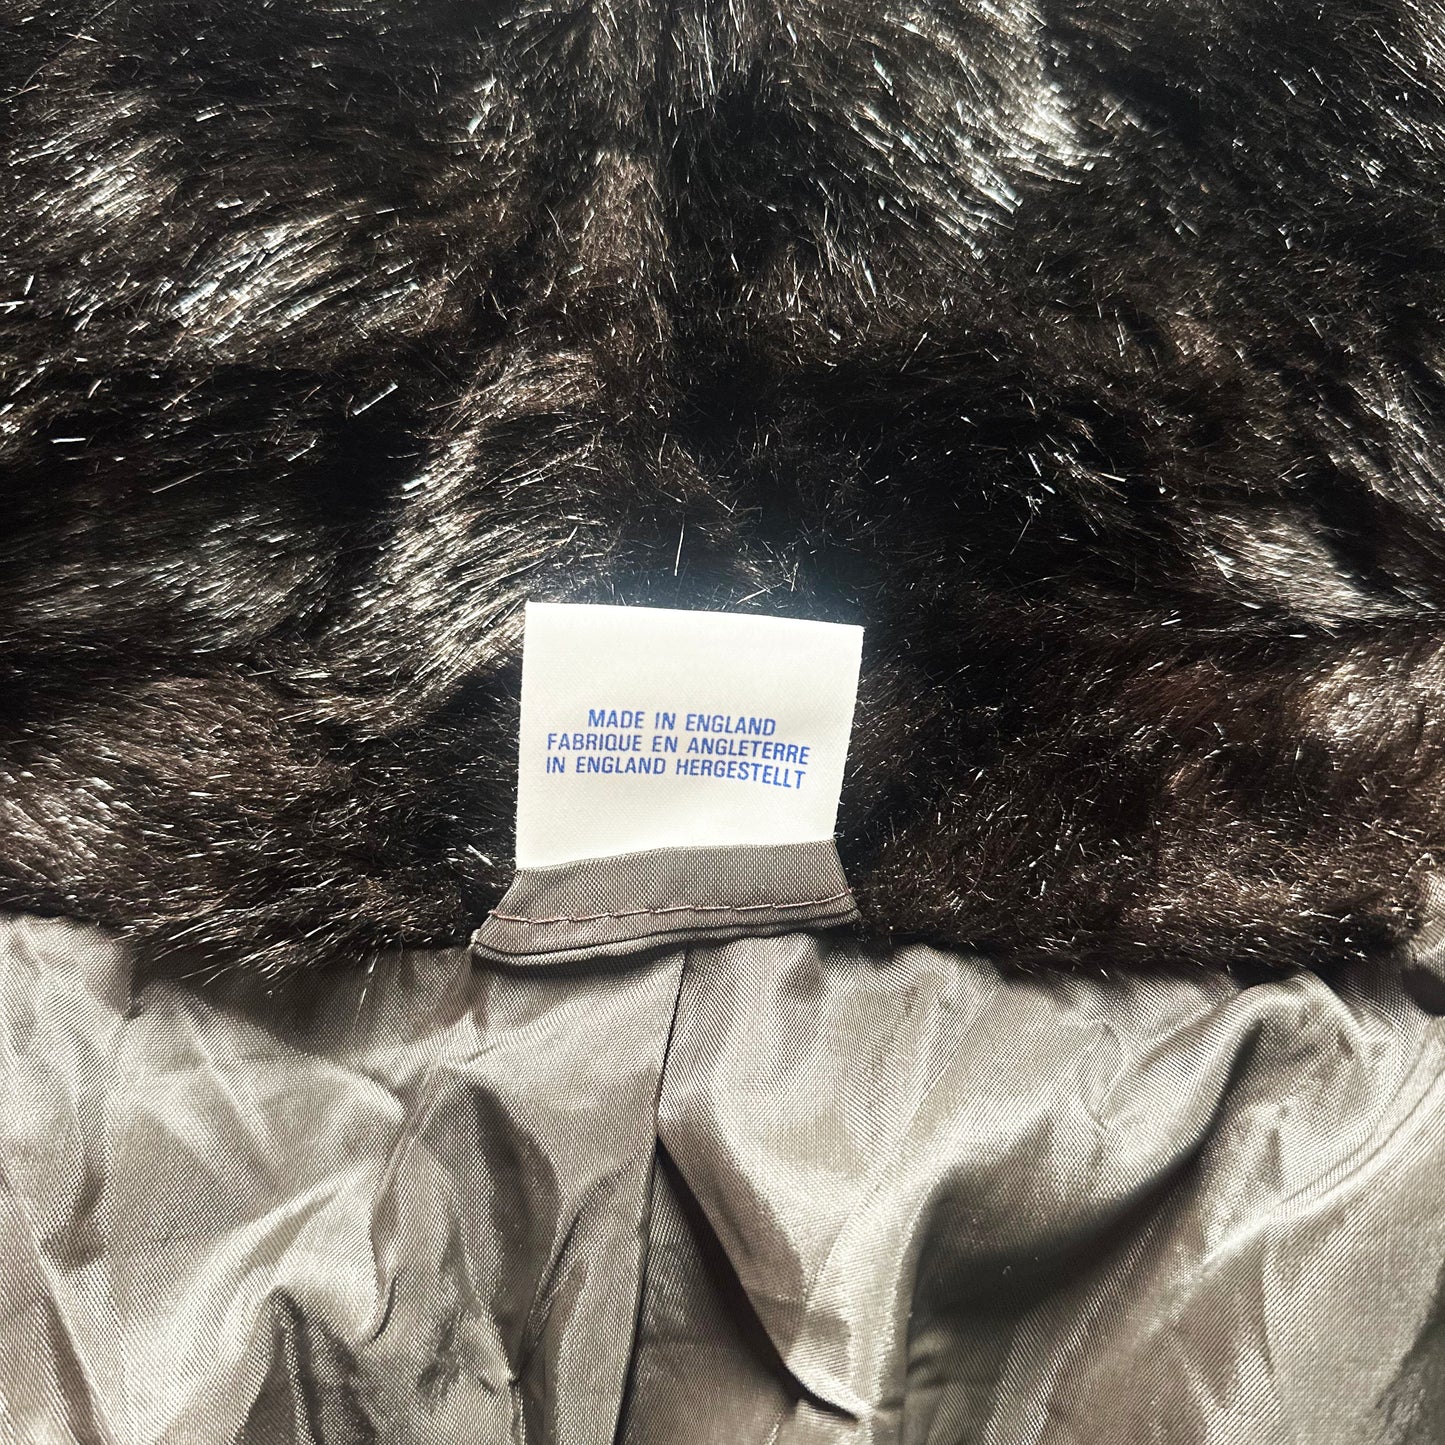 MADE IN ENGLAND
FABRIQUE EN ANGLETERRE
IN ENGLAND HERGESTELLT